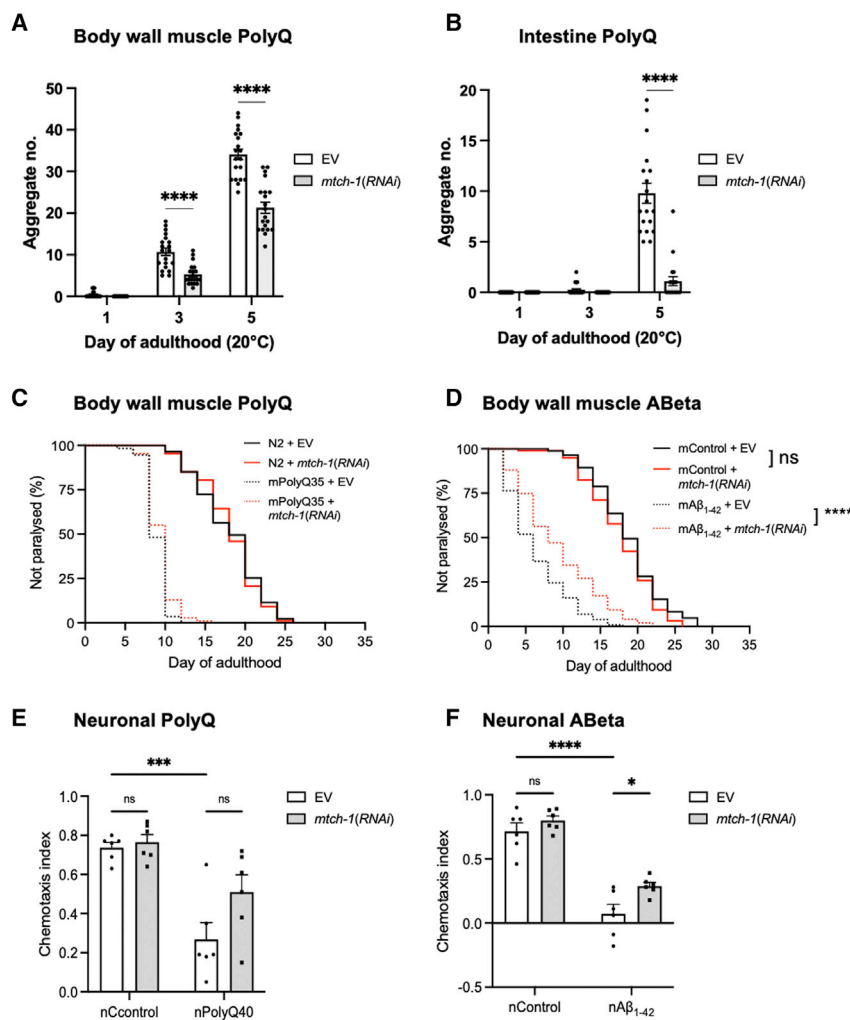 A
Body wall muscle PolyQ
Aggregate no.
50
40
30
20
10
0
****
****
EV
mtch-1(RNAi)
1 3 5
Day of adulthood (20°C)
B
Intestine PolyQ
Aggregate no.
20
15
10
5
0
****
EV
mtch-1(RNAi)
1 3 5
Day of adulthood (20°C)
C
Body wall muscle PolyQ
Not paralysed (%)
100
75
50
25
0
N2 + EV
N2 + mtch-1(RNAi)
mPolyQ35 + EV
mPolyQ35 +
mtch-1(RNAi)
0 5 10 15 20 25 30 35
Day of adulthood
D
Body wall muscle ABeta
Not paralysed (%)
100
75
50
25
0
mControl + EV
mControl +
mtch-1(RNAi)
ns
mAβ1-42 + EV
mAβ1-42 + mtch-1(RNAi)
****
0 5 10 15 20 25 30 35
Day of adulthood
E
Neuronal PolyQ
Chemotaxis index
1.0
0.8
0.6
0.4
0.2
0.0
***
ns ns
EV
mtch-1(RNAi)
nCcontrol nPolyQ40
F
Neuronal ABeta
Chemotaxis index
1.0
0.5
0.0
-0.5
****
ns *
EV
mtch-1(RNAi)
nControl nAβ1-42